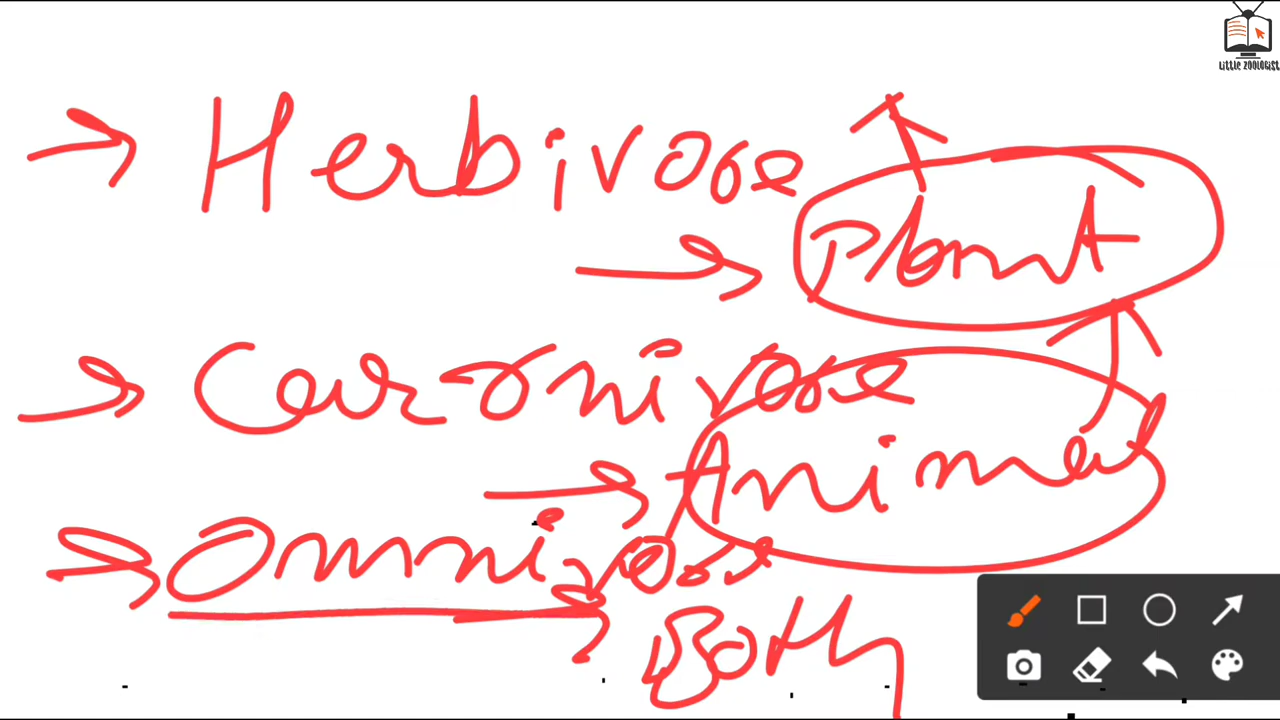 LITTLE ZOOLOGIST
Herbivore
Plant
Carnivore
Animal
Omnivore
Both